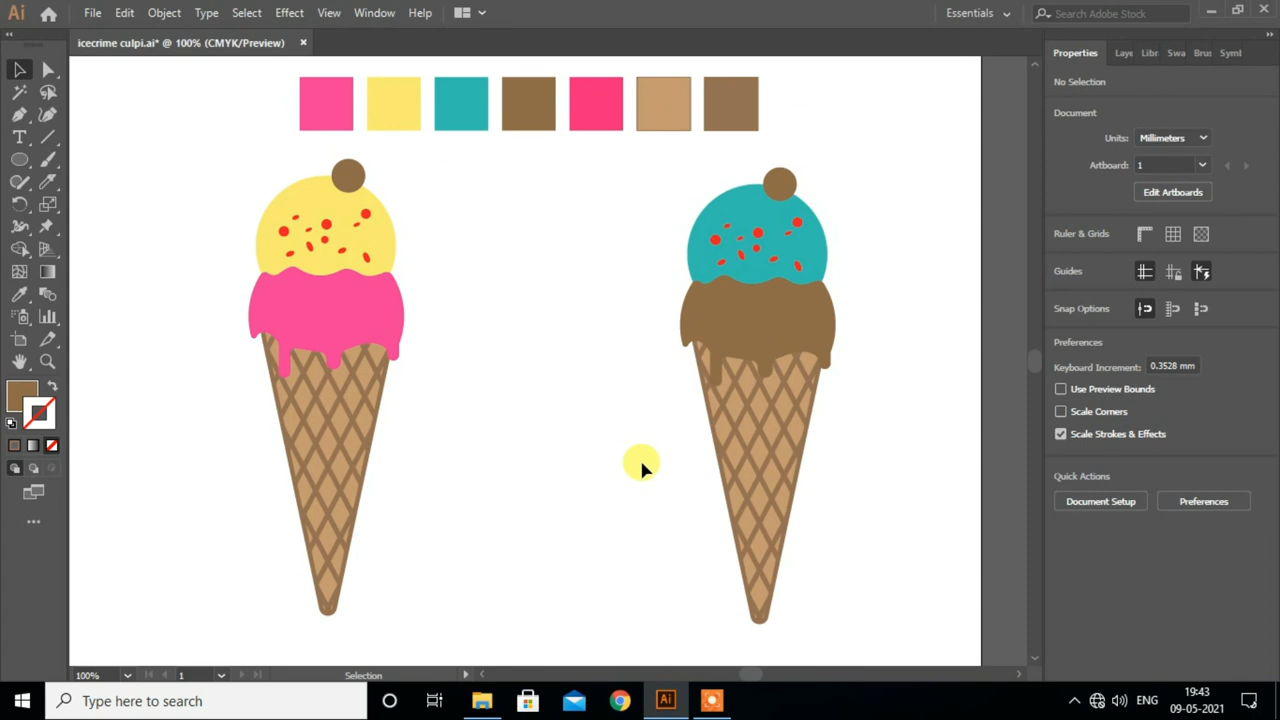 Ai File Edit Object Type Select Effect View Window Help Essentials Search Adobe Stock
icecrime culpi.ai* @ 100% (CMYK/Preview) ×
Properties Laye Libr Swa Brus Symb
No Selection
Document
Units: Millimeters
Artboard: 1
Edit Artboards
Ruler & Grids
Guides
Snap Options
Preferences
Keyboard Increment: 0.3528 mm
Use Preview Bounds
Scale Corners
Scale Strokes & Effects
Quick Actions
Document Setup Preferences
100% 1 Selection
Type here to search Ai ENG 19:43
09-05-2021